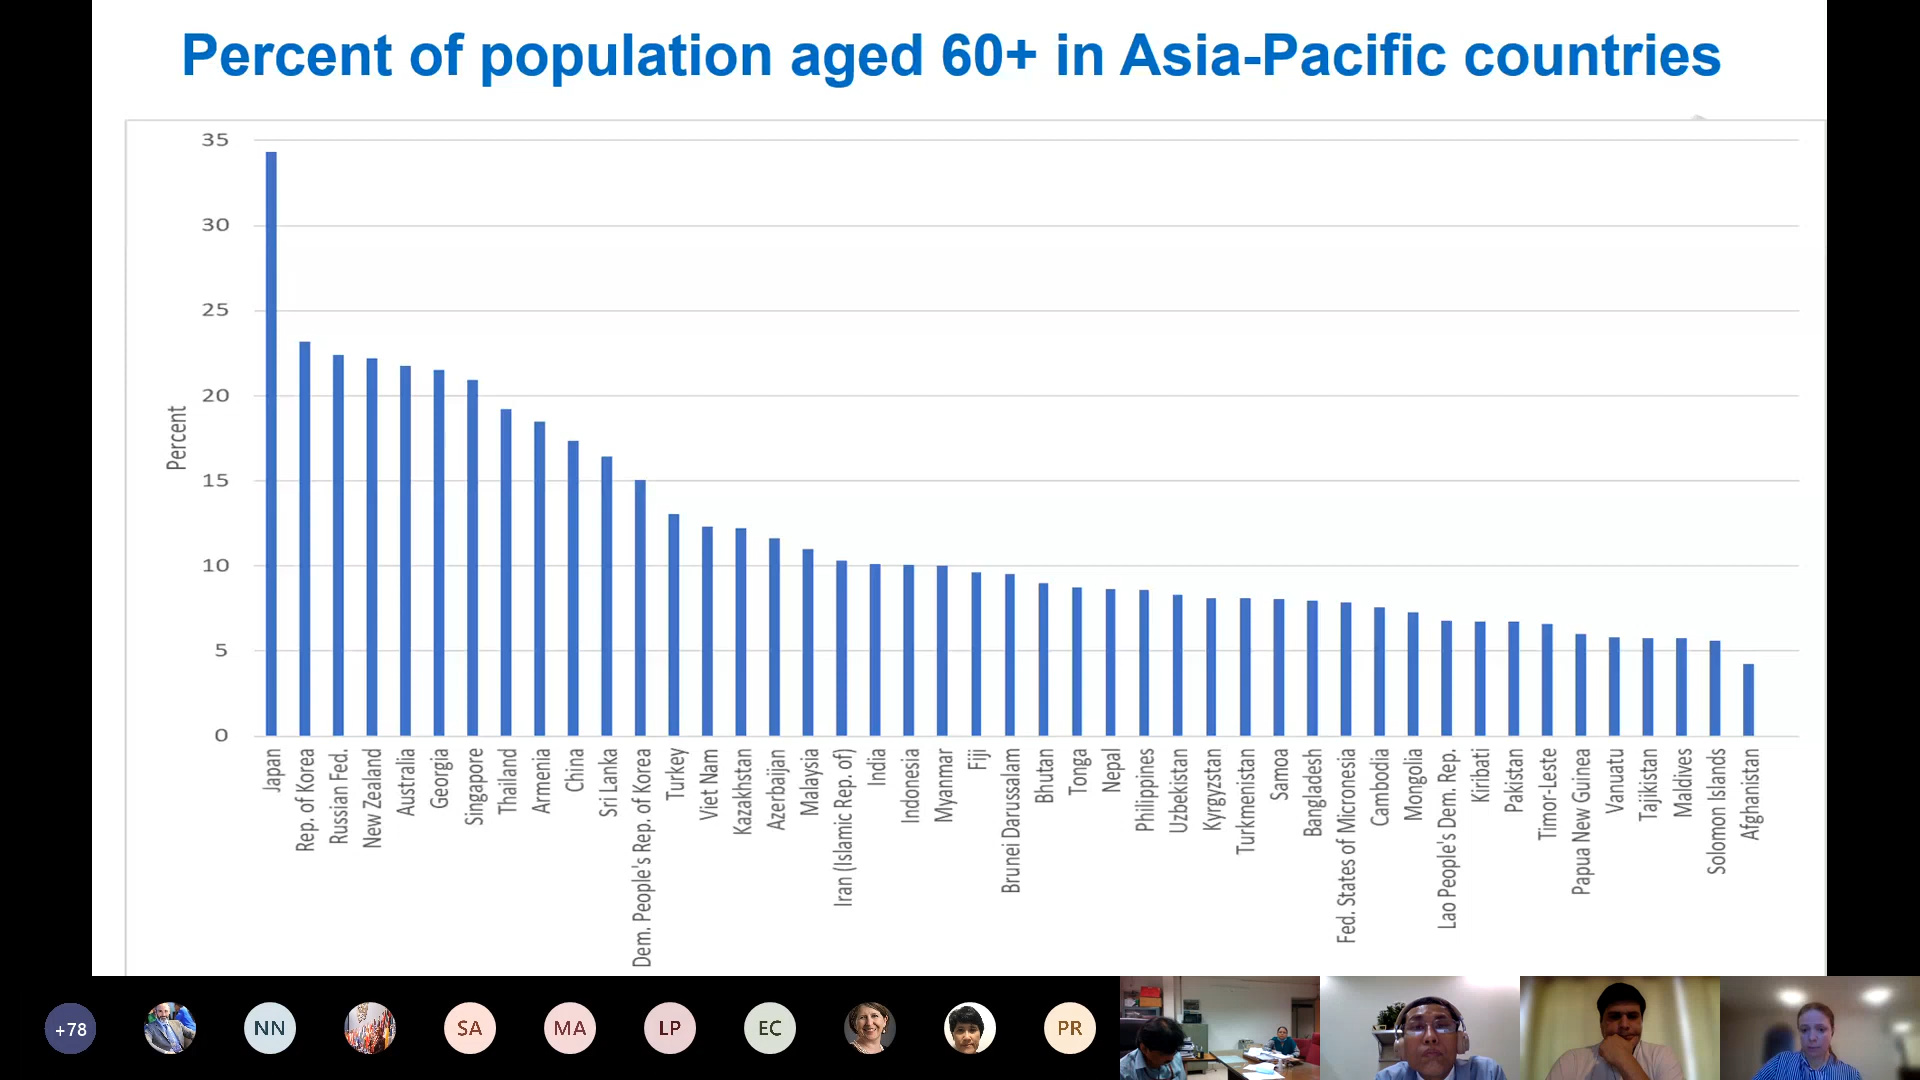 Percent of population aged 60+ in Asia-Pacific countries
35
30
25
20
15
10
5
0
Percent
Japan
Rep. of Korea
Russian Fed.
New Zealand
Australia
Georgia
Singapore
Thailand
Armenia
China
Sri Lanka
Dem. People's Rep. of Korea
Turkey
Viet Nam
Kazakhstan
Azerbaijan
Malaysia
Iran (Islamic Rep. of)
India
Indonesia
Myanmar
Fiji
Brunei Darussalam
Bhutan
Tonga
Nepal
Philippines
Uzbekistan
Kyrgyzstan
Turkmenistan
Samoa
Bangladesh
Fed. States of Micronesia
Cambodia
Mongolia
Lao People's Dem. Rep.
Kiribati
Pakistan
Timor-Leste
Papua New Guinea
Vanuatu
Tajikistan
Maldives
Solomon Islands
Afghanistan
+78
NN
SA
MA
LP
EC
PR